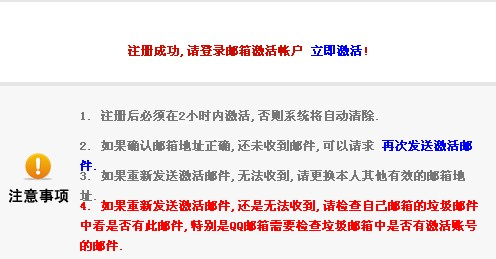 注册成功,请登录邮箱激活帐户 立即激活!
1. 注册后必须在2小时内激活,否则系统将自动清除.
2. 如果确认邮箱地址正确,还未收到邮件,可以请求 再次发送激活邮
件.
3. 如果重新发送激活邮件,无法收到,请更换本人其他有效的邮箱地
址.
注意事项
4. 如果重新发送激活邮件,还是无法收到,请检查自己邮箱的垃圾邮件
中看是否有此邮件,特别是QQ邮箱需要检查垃圾邮箱中是否有激活账号
的邮件.